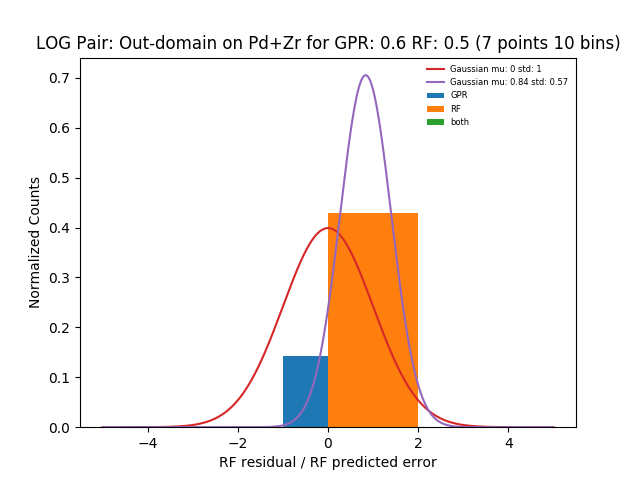 LOG Pair: Out-domain on Pd+Zr for GPR: 0.6 RF: 0.5 (7 points 10 bins)
Gaussian mu: 0 std: 1
Gaussian mu: 0.84 std: 0.57
GPR
RF
both
Normalized Counts
0.7
0.6
0.5
0.4
0.3
0.2
0.1
0.0
−4 −2 0 2 4
RF residual / RF predicted error